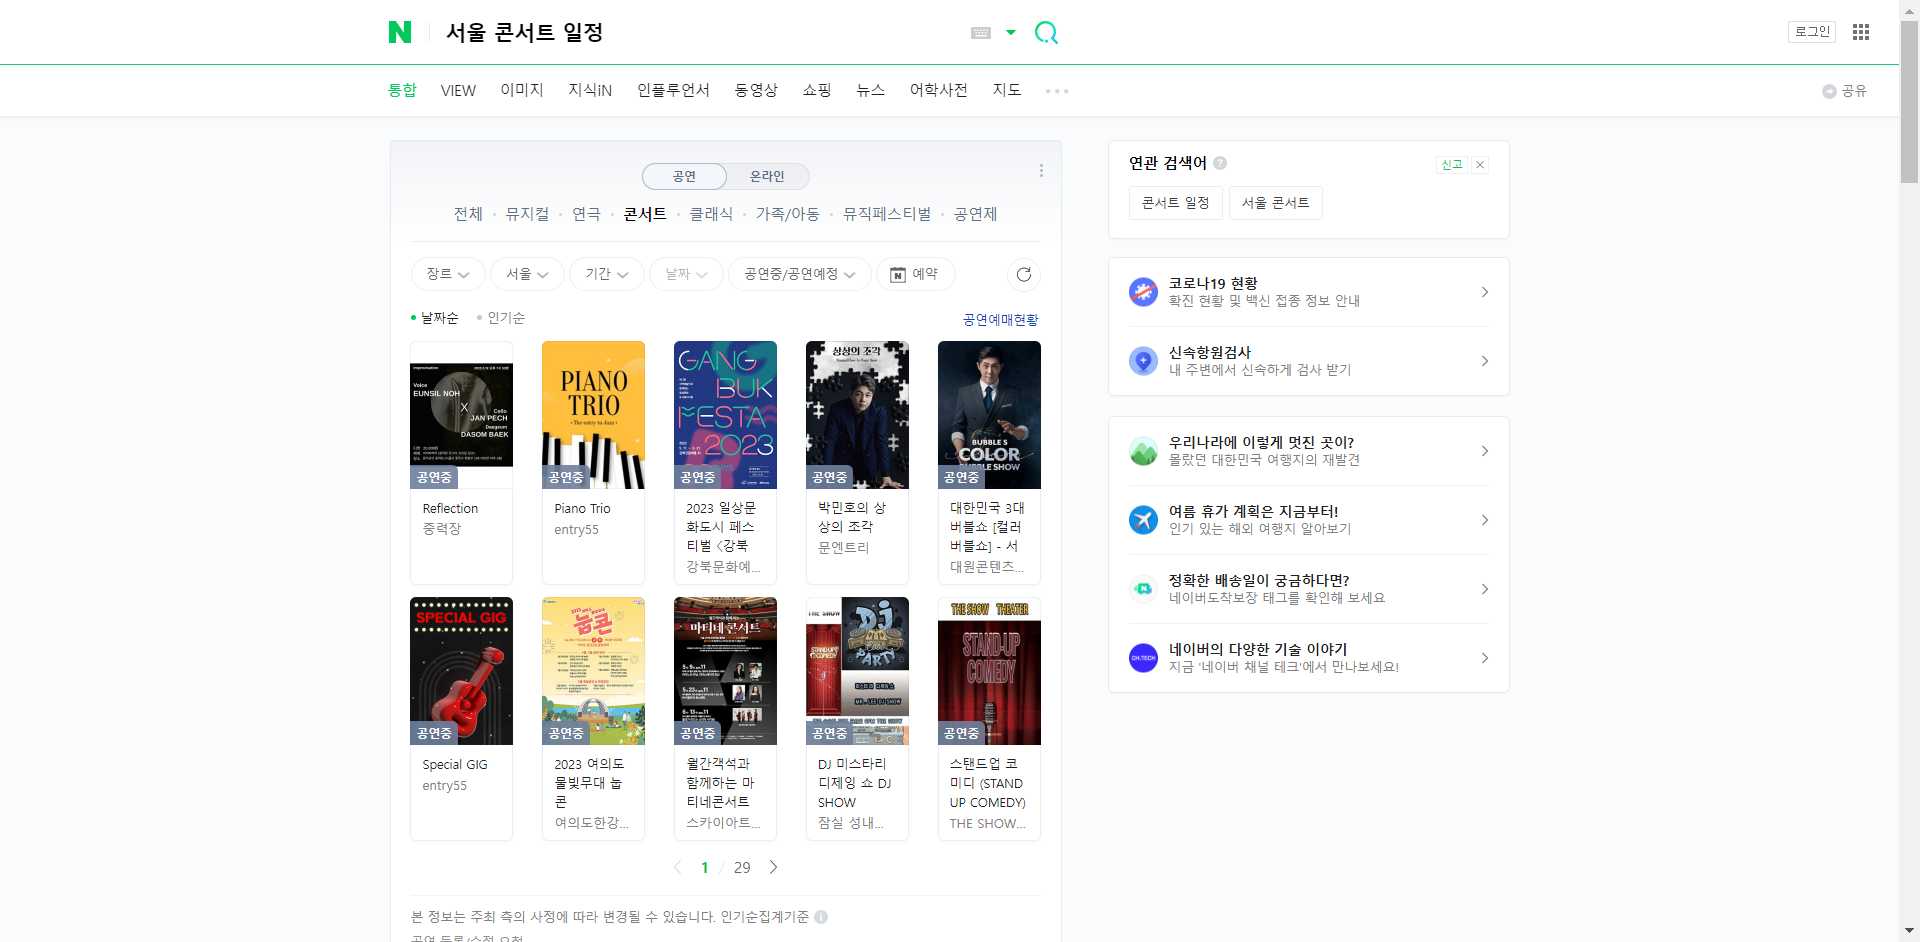 서울 콘서트 일정
로그인
통합 VIEW 이미지 지식iN 인플루언서 동영상 쇼핑 뉴스 어학사전 지도
공유
공연 온라인
전체 · 뮤지컬 · 연극 · 콘서트 · 클래식 · 가족/아동 · 뮤직페스티벌 · 공연제
장르 서울 기간 날짜 공연중/공연예정 예약
날짜순 인기순
공연예매현황
Voice
EUNSIL NOH
X
Cello
JAN PECH
Daegeum
DASOM BAEK
공연중
Reflection
중력장
PIANO
TRIO
The entry to Jazz
공연중
Piano Trio
entry55
GANG
BUK
FESTA
2023
공연중
2023 일상문
화도시 페스
티벌 <강북
강북문화예...
상상의 조각
공연중
박민호의 상
상의 조각
문엔트리
BUBBLE'S
COLOR
BUBBLE SHOW
공연중
대한민국 3대
버블쇼 [컬러
버블쇼] - 서
대원콘텐츠...
SPECIAL GIG
공연중
Special GIG
entry55
눕콘
공연중
2023 여의도
물빛무대 눕
콘
여의도한강...
마티네콘서트
공연중
월간객석과
함께하는 마
티네콘서트
스카이아트...
THE SHOW
STAND-UP
COMEDY
DJ
PARTY
공연중
DJ 미스타리
디제잉 쇼 DJ
SHOW
잠실 성내...
THE SHOW THEATER
STAND-UP
COMEDY
공연중
스탠드업 코
미디 (STAND
UP COMEDY)
THE SHOW...
1 / 29
본 정보는 주최 측의 사정에 따라 변경될 수 있습니다. 인기순집계기준
공연 등록/수정 요청
연관 검색어
신고
콘서트 일정 서울 콘서트
코로나19 현황
확진 현황 및 백신 접종 정보 안내
신속항원검사
내 주변에서 신속하게 검사 받기
우리나라에 이렇게 멋진 곳이?
몰랐던 대한민국 여행지의 재발견
여름 휴가 계획은 지금부터!
인기 있는 해외 여행지 알아보기
정확한 배송일이 궁금하다면?
네이버도착보장 태그를 확인해 보세요
CH.TECH
네이버의 다양한 기술 이야기
지금 '네이버 채널 테크'에서 만나보세요!